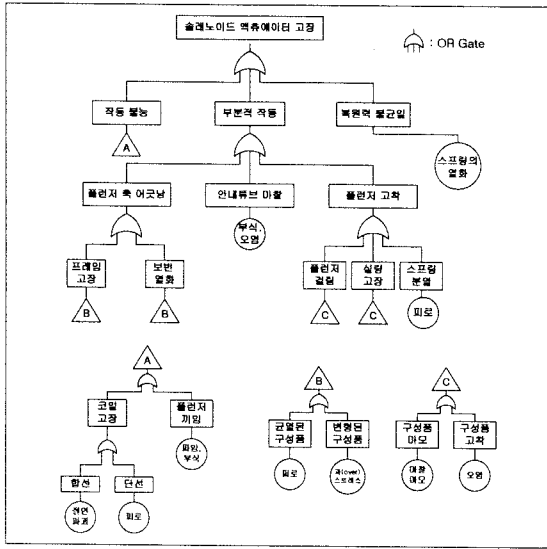 솔레노이드 액츄에이터 고장
: OR Gate
작동 불능
부분적 작동
복원력 불균일
A
스프링의
열화
플런저 축 어긋남
안내튜브 마찰
플런저 고착
부식,
오염
프레임
고장
보빈
열화
플런저
걸림
실링
고장
스프링
분열
B
B
C
C
피로
A
B
C
코일
고장
플런저
끼임
균열된
구성품
변형된
구성품
구성품
마모
구성품
고착
파임,
부식
피로
과(over)
스트레스
마찰
마모
오염
합선
단선
절연
파괴
피로